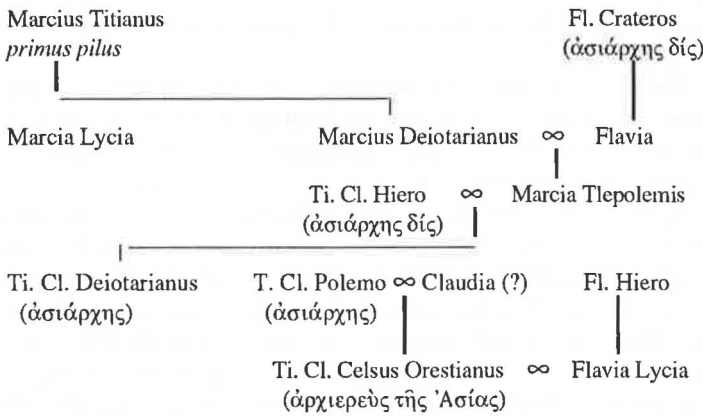 Marcius Titianus Fl. Crateros
primus pilus (ἀσιάρχης δίς)
Marcia Lycia Marcius Deiotarianus ∞ Flavia
Ti. Cl. Hiero ∞ Marcia Tlepolemis
(ἀσιάρχης δίς)
Ti. Cl. Deiotarianus T. Cl. Polemo ∞ Claudia (?) Fl. Hiero
(ἀσιάρχης) (ἀσιάρχης)
Ti. Cl. Celsus Orestianus ∞ Flavia Lycia
(ἀρχιερεὺς τῆς Ἀσίας)